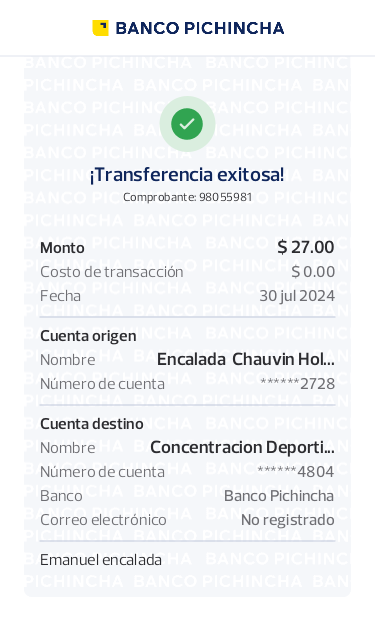 BANCO PICHINCHA
¡Transferencia exitosa!
Comprobante: 98055981
Monto $ 27.00
Costo de transacción $ 0.00
Fecha 30 jul 2024
Cuenta origen
Nombre Encalada Chauvin Hol...
Número de cuenta ******2728
Cuenta destino
Nombre Concentracion Deporti...
Número de cuenta ******4804
Banco Banco Pichincha
Correo electrónico No registrado
Emanuel encalada